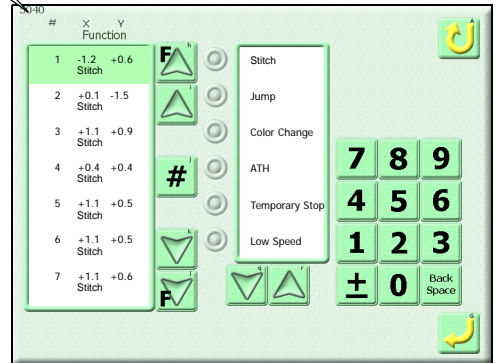 3040
# X Y
Function
1 -1.2 +0.6
Stitch
2 +0.1 -1.5
Stitch
3 +1.1 +0.9
Stitch
4 +0.4 +0.4
Stitch
5 +1.1 +0.5
Stitch
6 +1.1 +0.5
Stitch
7 +1.1 +0.6
Stitch
F h
i
# j
k
F l
Stitch
Jump
Color Change
ATH
Temporary Stop
Low Speed
q r
A
7 8 9
4 5 6
1 2 3
± 0 Back Space
G